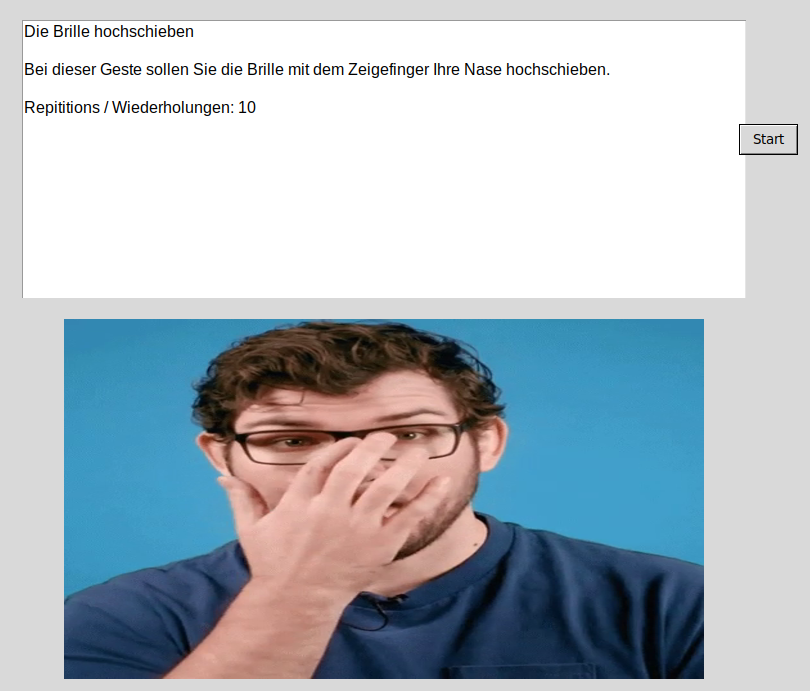 Die Brille hochschieben
Bei dieser Geste sollen Sie die Brille mit dem Zeigefinger Ihre Nase hochschieben.
Repititions / Wiederholungen: 10
Start